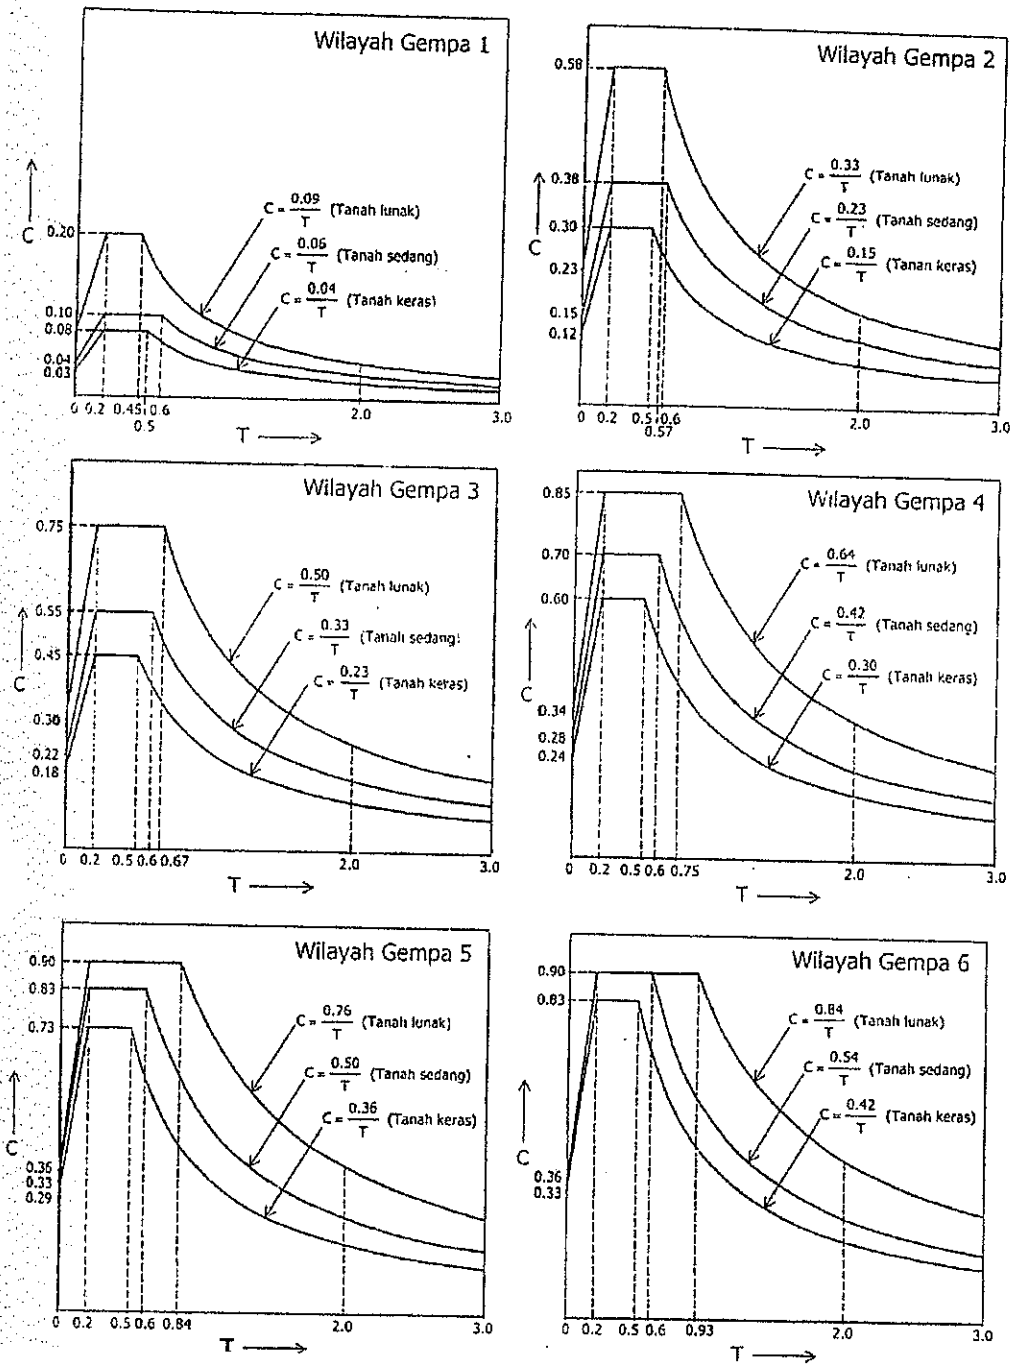 Wilayah Gempa 1
C
0.20
0.10
0.08
0.04
0.03
C = 0.09/T (Tanah lunak)
C = 0.06/T (Tanah sedang)
C = 0.04/T (Tanah keras)
0 0.2 0.45 0.6 2.0 3.0
0.5
T
Wilayah Gempa 2
C
0.58
0.38
0.30
0.23
0.15
0.12
C = 0.33/T (Tanah lunak)
C = 0.23/T (Tanah sedang)
C = 0.15/T (Tanah keras)
0 0.2 0.5 0.6 2.0 3.0
0.57
T
Wilayah Gempa 3
C
0.75
0.55
0.45
0.30
0.22
0.18
C = 0.50/T (Tanah lunak)
C = 0.33/T (Tanah sedang)
C = 0.23/T (Tanah keras)
0 0.2 0.5 0.6 0.67 2.0 3.0
T
Wilayah Gempa 4
C
0.85
0.70
0.60
0.34
0.28
0.24
C = 0.64/T (Tanah lunak)
C = 0.42/T (Tanah sedang)
C = 0.30/T (Tanah keras)
0 0.2 0.5 0.6 0.75 2.0 3.0
T
Wilayah Gempa 5
C
0.90
0.83
0.73
0.35
0.33
0.29
C = 0.76/T (Tanah lunak)
C = 0.50/T (Tanah sedang)
C = 0.36/T (Tanah keras)
0 0.2 0.5 0.6 0.84 2.0 3.0
T
Wilayah Gempa 6
C
0.90
0.83
0.36
0.33
C = 0.84/T (Tanah lunak)
C = 0.54/T (Tanah sedang)
C = 0.42/T (Tanah keras)
0 0.2 0.5 0.6 0.93 2.0 3.0
T